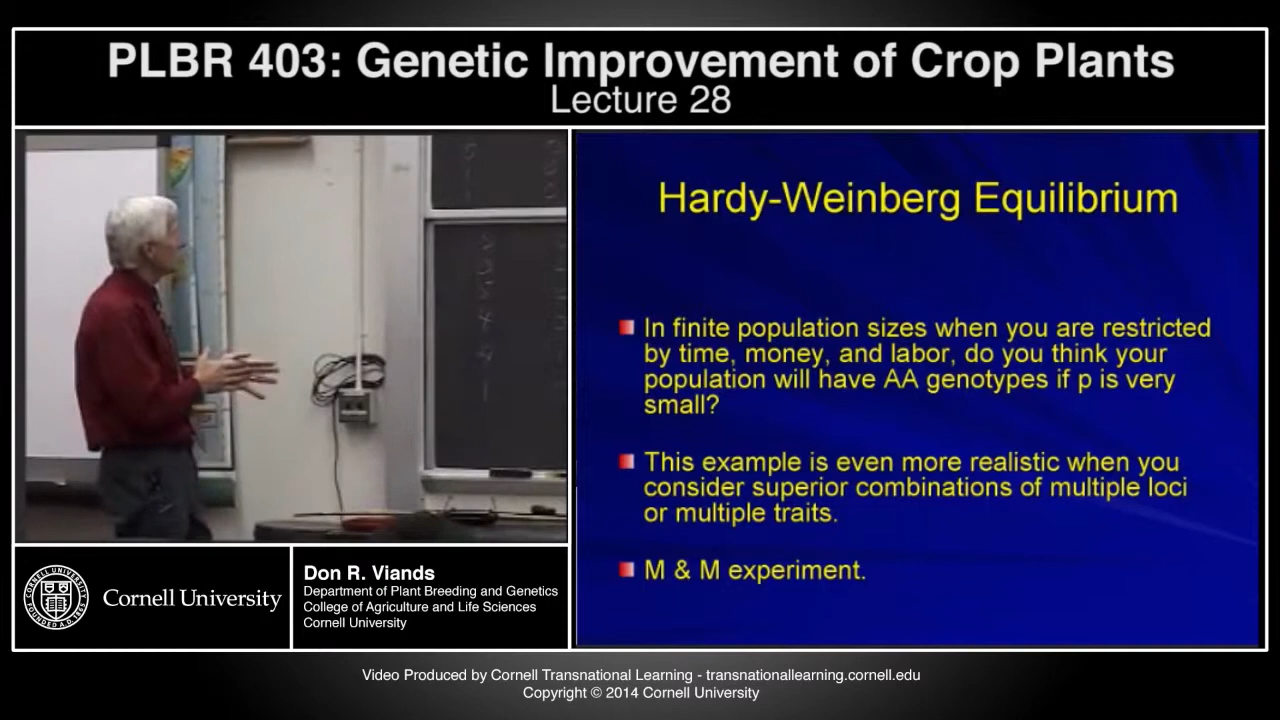 PLBR 403: Genetic Improvement of Crop Plants
Lecture 28
Hardy-Weinberg Equilibrium
In finite population sizes when you are restricted
by time, money, and labor, do you think your
population will have AA genotypes if p is very
small?
This example is even more realistic when you
consider superior combinations of multiple loci
or multiple traits.
M & M experiment.
Cornell University
Don R. Viands
Department of Plant Breeding and Genetics
College of Agriculture and Life Sciences
Cornell University
Video Produced by Cornell Transnational Learning - transnationallearning.cornell.edu
Copyright © 2014 Cornell University